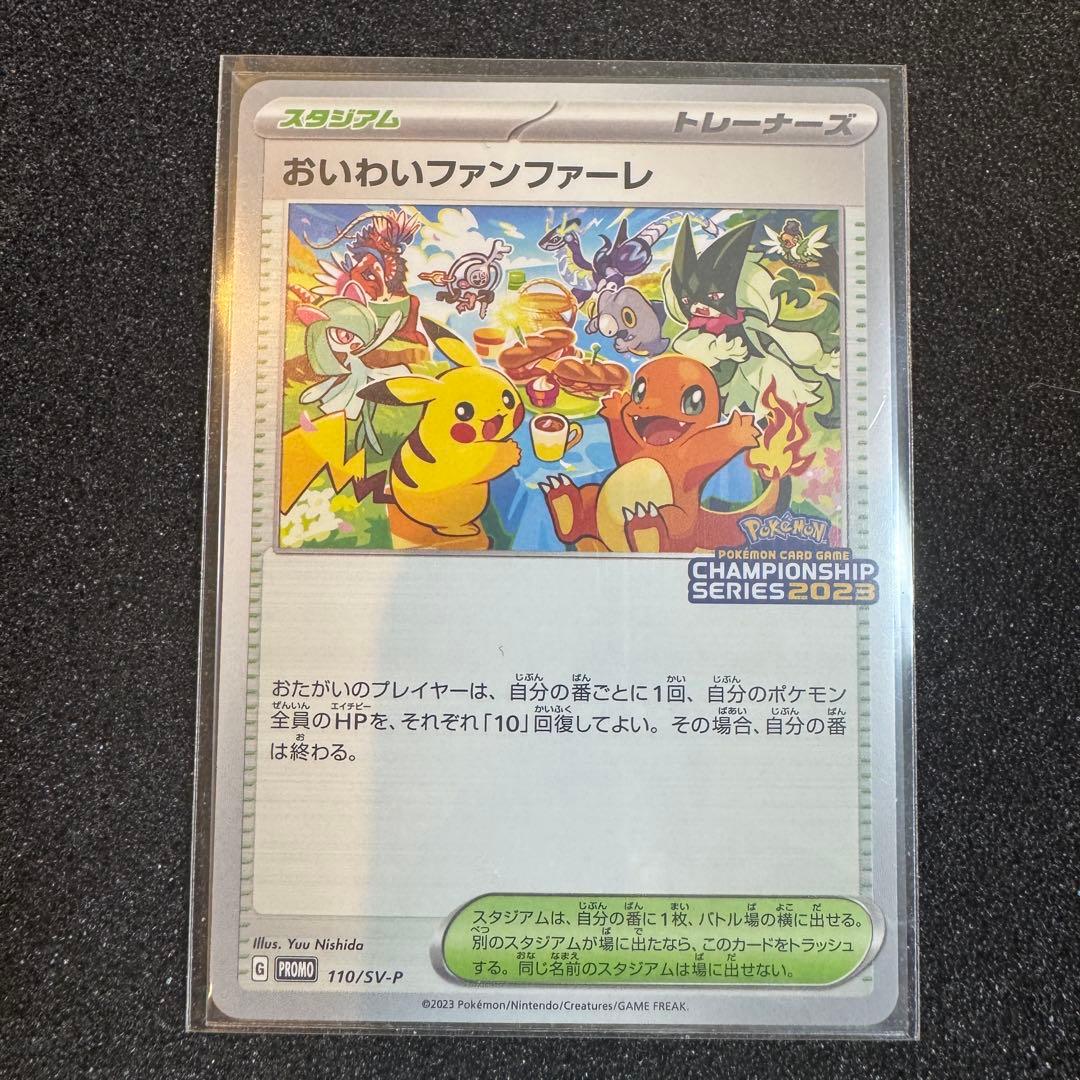 スタジアム トレーナーズ
おいわいファンファーレ
Pokémon
POKÉMON CARD GAME
CHAMPIONSHIP
SERIES 2023
おたがいのプレイヤーは、自分の番ごとに1回、自分のポケモン
全員のHPを、それぞれ「10」回復してよい。その場合、自分の番
は終わる。
スタジアムは、自分の番に1枚、バトル場の横に出せる。
別のスタジアムが場に出たなら、このカードをトラッシュ
する。同じ名前のスタジアムは場に出せない。
Illus. Yuu Nishida
G PROMO 110/SV-P
©2023 Pokémon/Nintendo/Creatures/GAME FREAK.